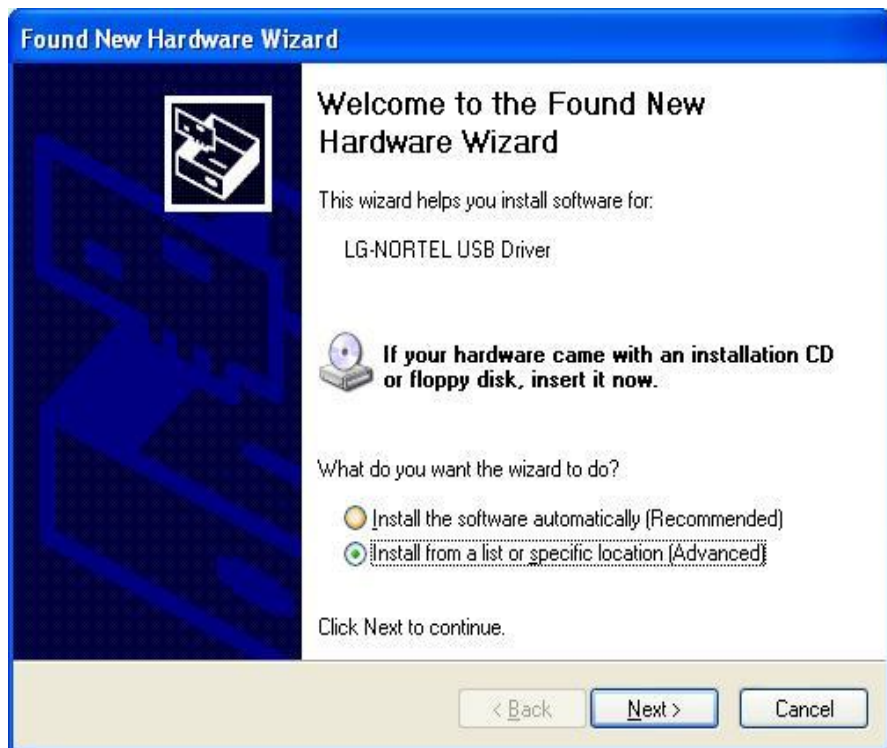 Found New Hardware Wizard
Welcome to the Found New
Hardware Wizard
This wizard helps you install software for:
LG-NORTEL USB Driver
If your hardware came with an installation CD
or floppy disk, insert it now.
What do you want the wizard to do?
Install the software automatically (Recommended)
Install from a list or specific location (Advanced)
Click Next to continue.
< Back Next > Cancel